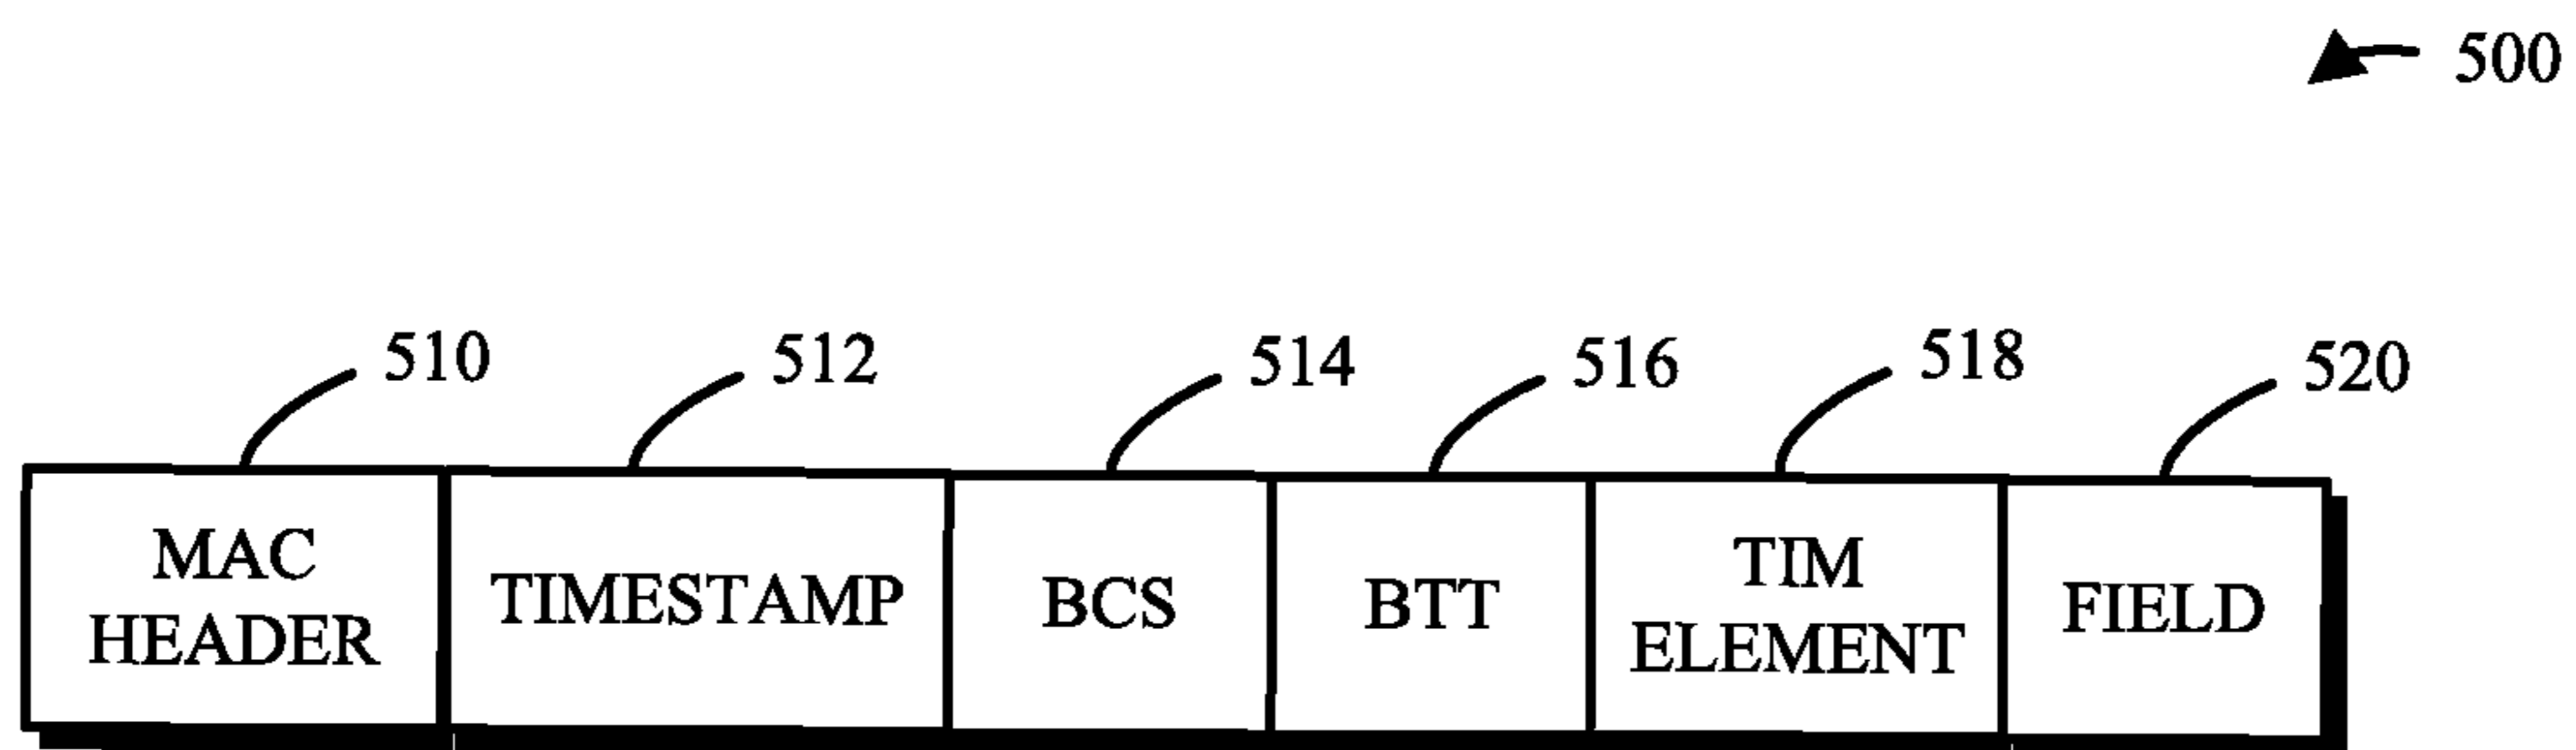 500
510
512
514
516
518
520
MAC
HEADER
TIMESTAMP
BCS
BTT
TIM
ELEMENT
FIELD